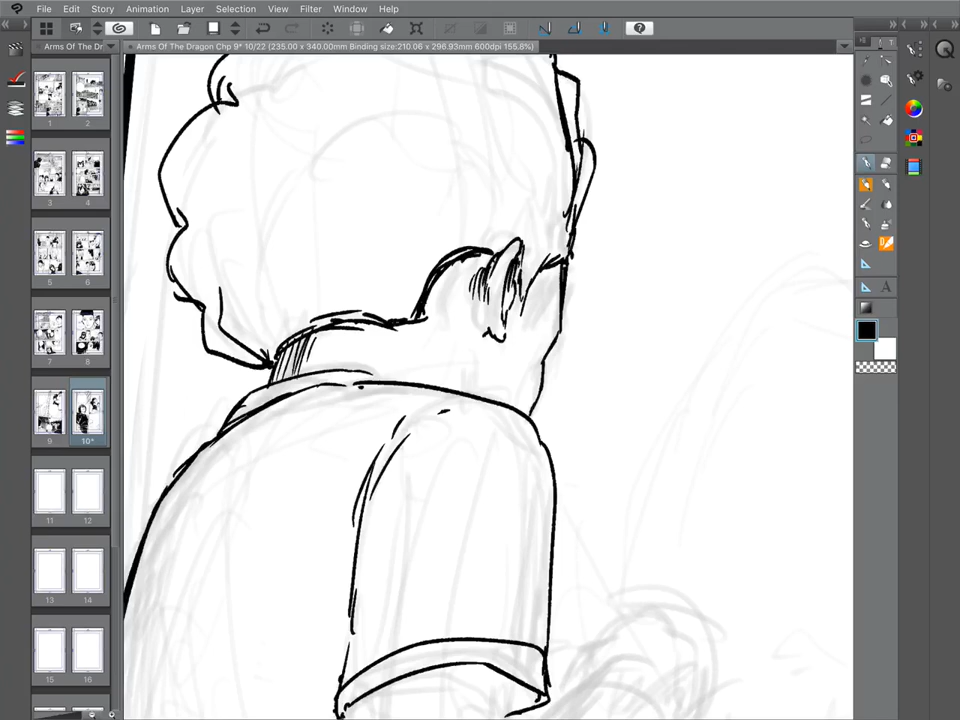 File Edit Story Animation Layer Selection View Filter Window Help
Arms Of The Dr
Arms Of The Dragon Chp 9* 10/22 (235.00 x 340.00mm Binding size:210.06 x 296.93mm 600dpi 155.8%)
T
1 2
3 4
5 6
7 8
9 10*
A
11 12
13 14
15 16